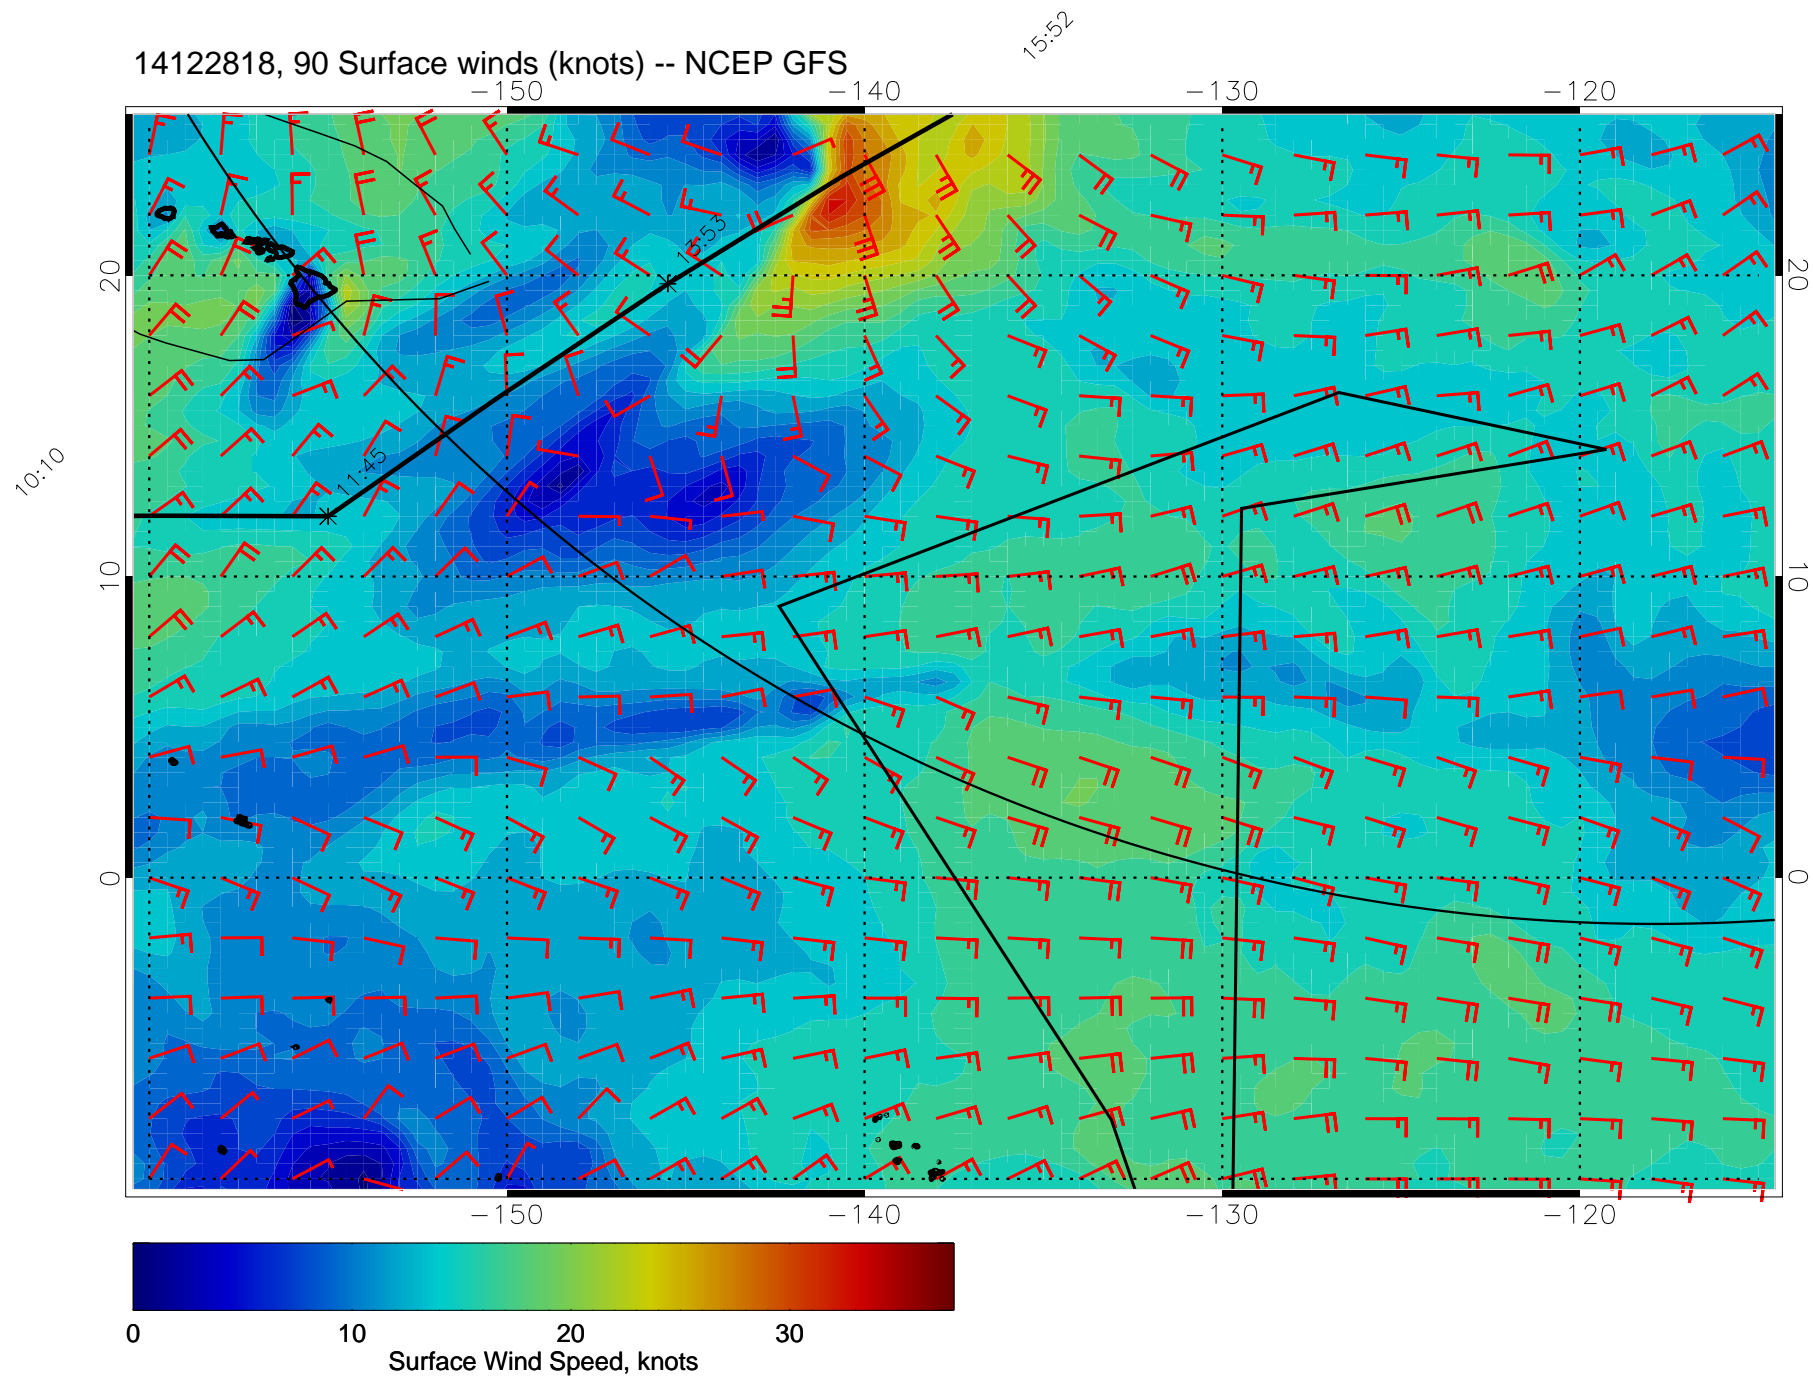 15:52
14122818, 90 Surface winds (knots) -- NCEP GFS
−150 −140 −130 −120
13:53
20 20
11:45
10:10
10 10
0 0
−150 −140 −130 −120
0 10 20 30
Surface Wind Speed, knots